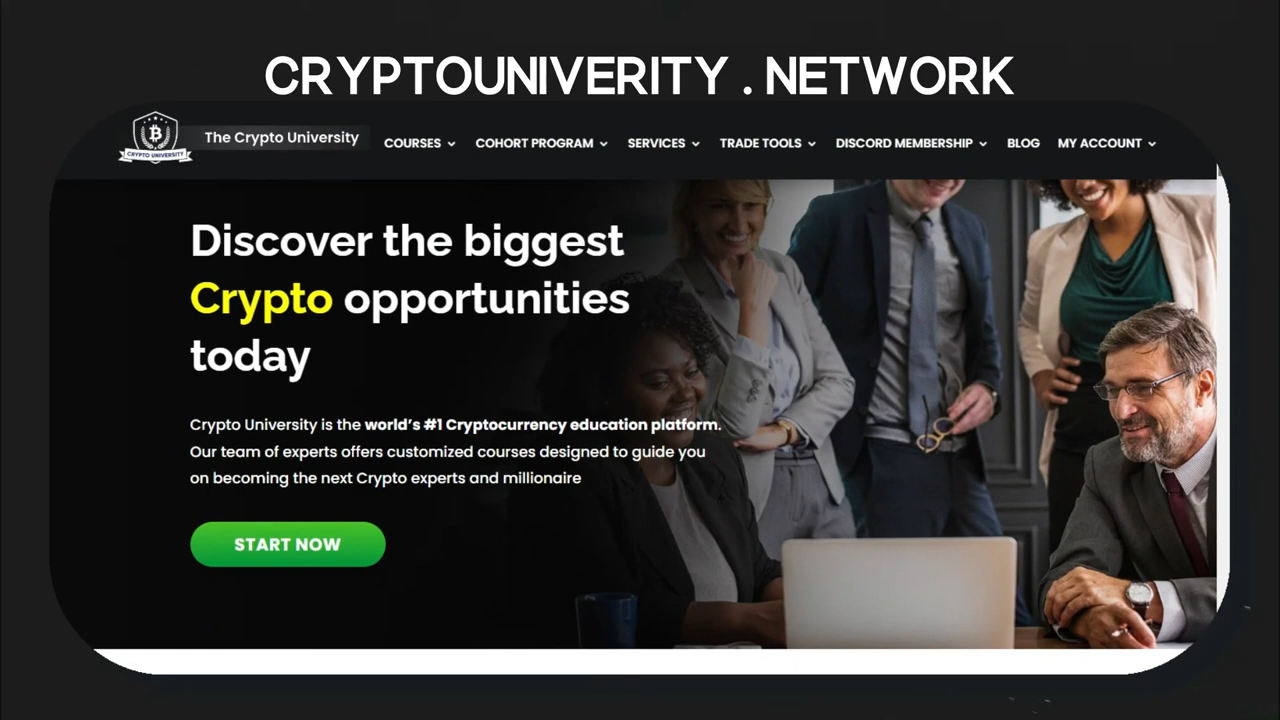 CRYPTOUNIVERITY . NETWORK
CRYPTO UNIVERSITY
The Crypto University
COURSES
COHORT PROGRAM
SERVICES
TRADE TOOLS
DISCORD MEMBERSHIP
BLOG
MY ACCOUNT
Discover the biggest
Crypto opportunities
today
Crypto University is the world's #1 Cryptocurrency education platform.
Our team of experts offers customized courses designed to guide you
on becoming the next Crypto experts and millionaire
START NOW